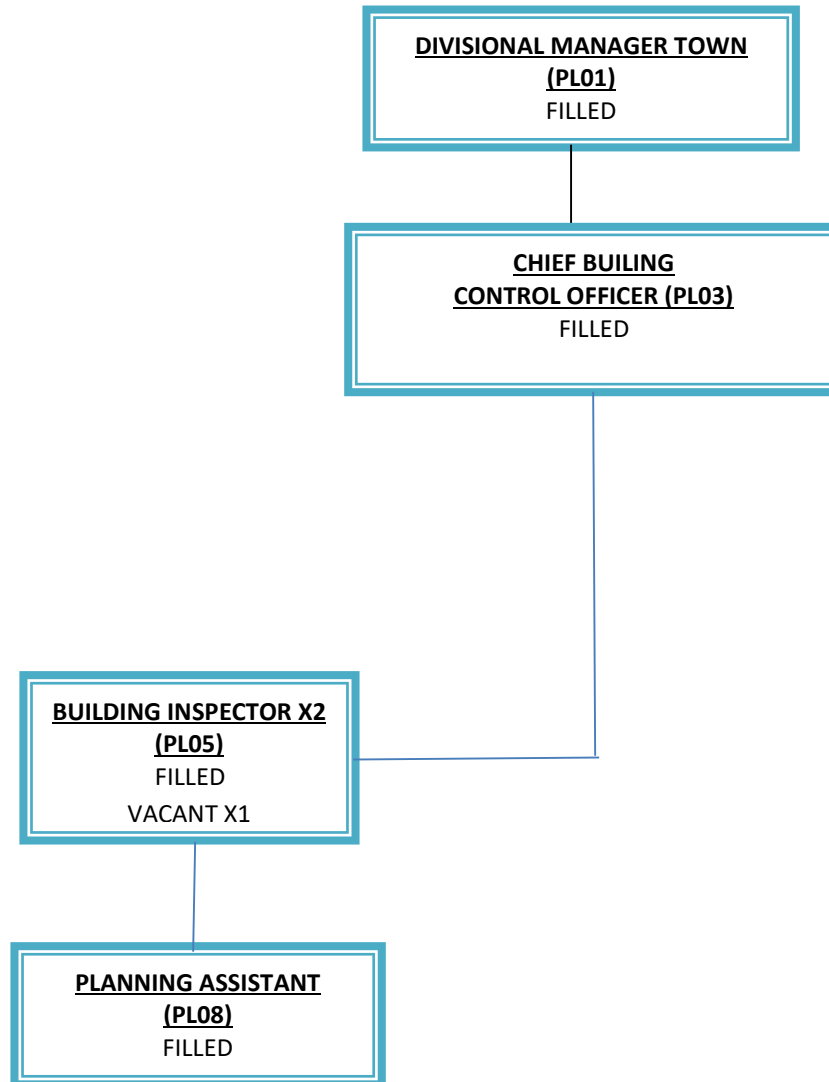 DIVISIONAL MANAGER TOWN
(PL01)
FILLED
CHIEF BUILING
CONTROL OFFICER (PL03)
FILLED
BUILDING INSPECTOR X2
(PL05)
FILLED
VACANT X1
PLANNING ASSISTANT
(PL08)
FILLED